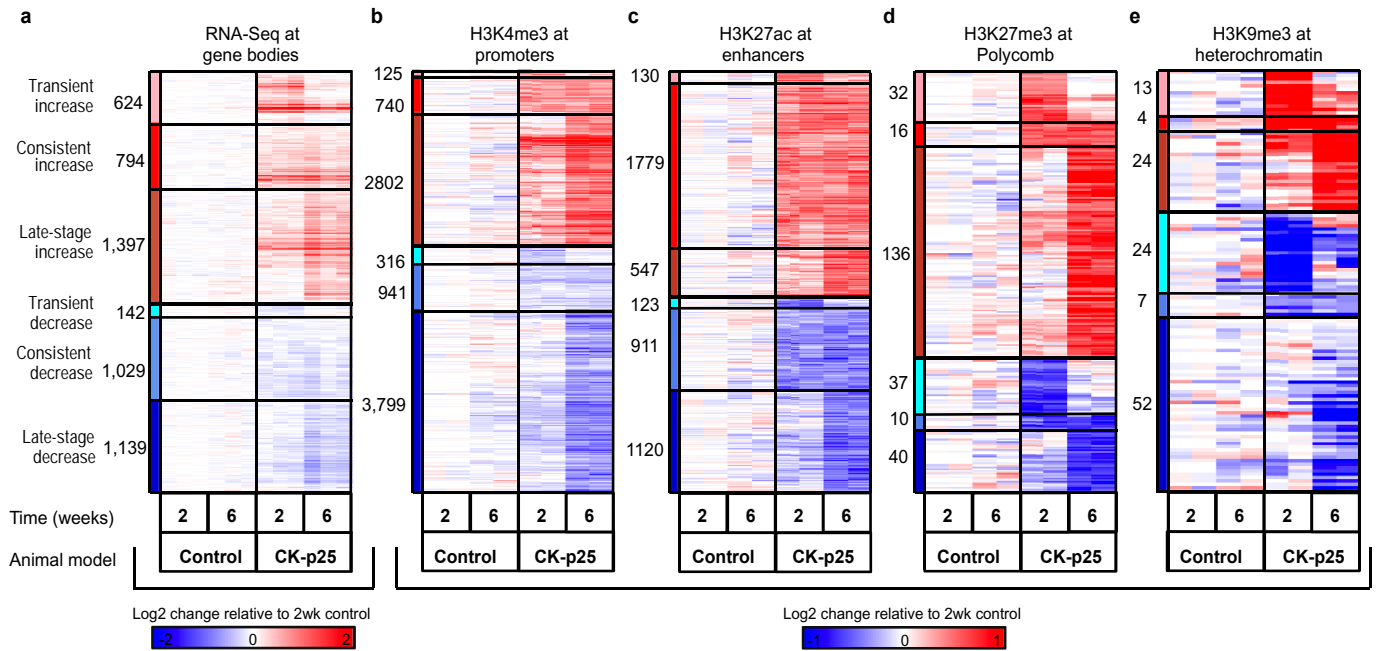 a
RNA-Seq at
gene bodies
b
H3K4me3 at
promoters
c
H3K27ac at
enhancers
d
H3K27me3 at
Polycomb
e
H3K9me3 at
heterochromatin
Transient
increase
624
Consistent
increase
794
Late-stage
increase
1,397
Transient
decrease
142
Consistent
decrease
1,029
Late-stage
decrease
1,139
125
740
2802
316
941
3,799
130
1779
547
123
911
1120
32
16
136
37
10
40
13
4
24
24
7
52
Time (weeks)
2 6 2 6
2 6 2 6
2 6 2 6
2 6 2 6
2 6 2 6
Animal model
Control CK-p25
Control CK-p25
Control CK-p25
Control CK-p25
Control CK-p25
Log2 change relative to 2wk control
-2 0 2
Log2 change relative to 2wk control
-1 0 1